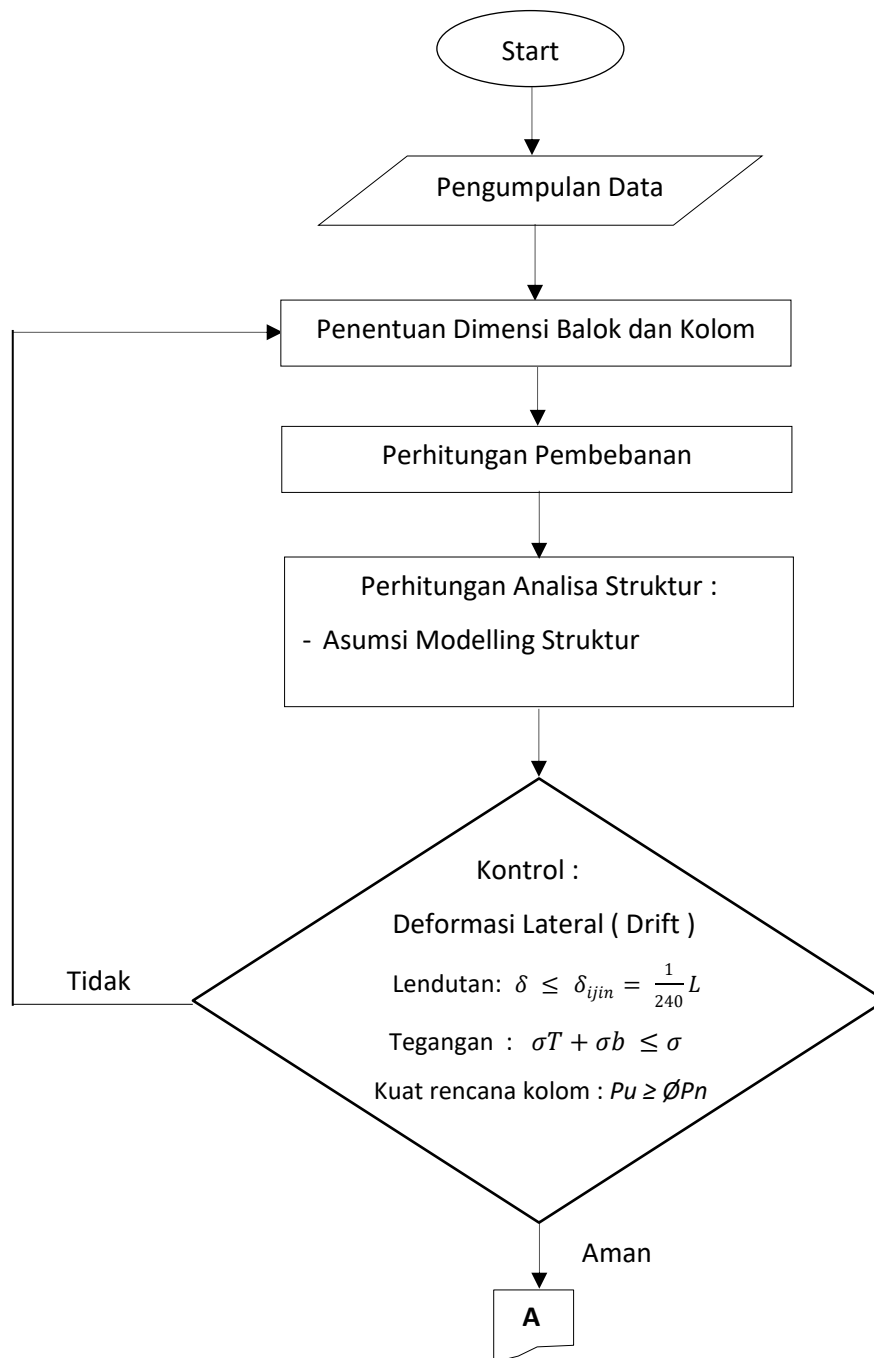 Start
Pengumpulan Data
Penentuan Dimensi Balok dan Kolom
Perhitungan Pembebanan
Perhitungan Analisa Struktur :
- Asumsi Modelling Struktur
Kontrol :
Deformasi Lateral ( Drift )
Tidak
Lendutan: δ ≤ δ_ijin = 1/240 L
Tegangan : σT + σb ≤ σ
Kuat rencana kolom : Pu ≥ ØPn
Aman
A